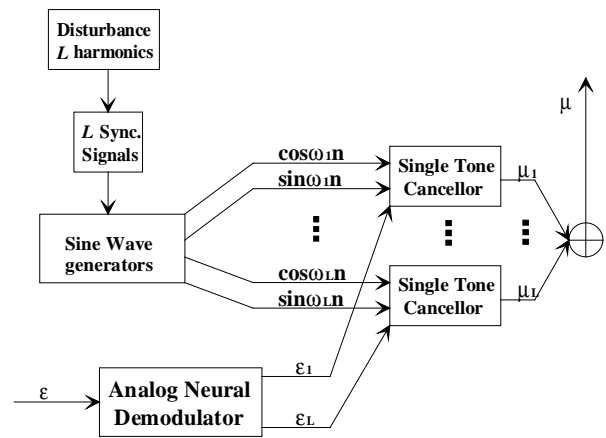 Disturbance
L harmonics
L Sync.
Signals
Sine Wave
generators
cosω1n
sinω1n
cosωLn
sinωLn
Single Tone
Cancellor
Single Tone
Cancellor
μ1
μL
μ
ε
Analog Neural
Demodulator
ε1
εL